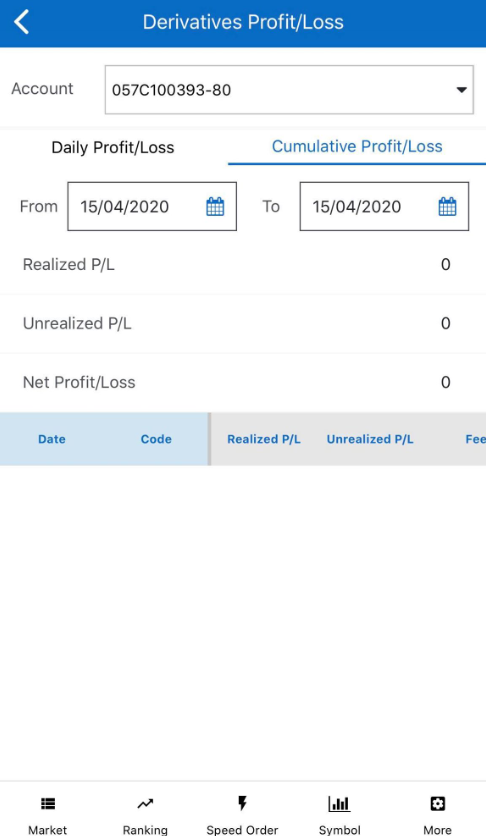 Derivatives Profit/Loss
Account 057C100393-80
Daily Profit/Loss Cumulative Profit/Loss
From 15/04/2020 To 15/04/2020
Realized P/L 0
Unrealized P/L 0
Net Profit/Loss 0
Date Code Realized P/L Unrealized P/L Fee
Market Ranking Speed Order Symbol More